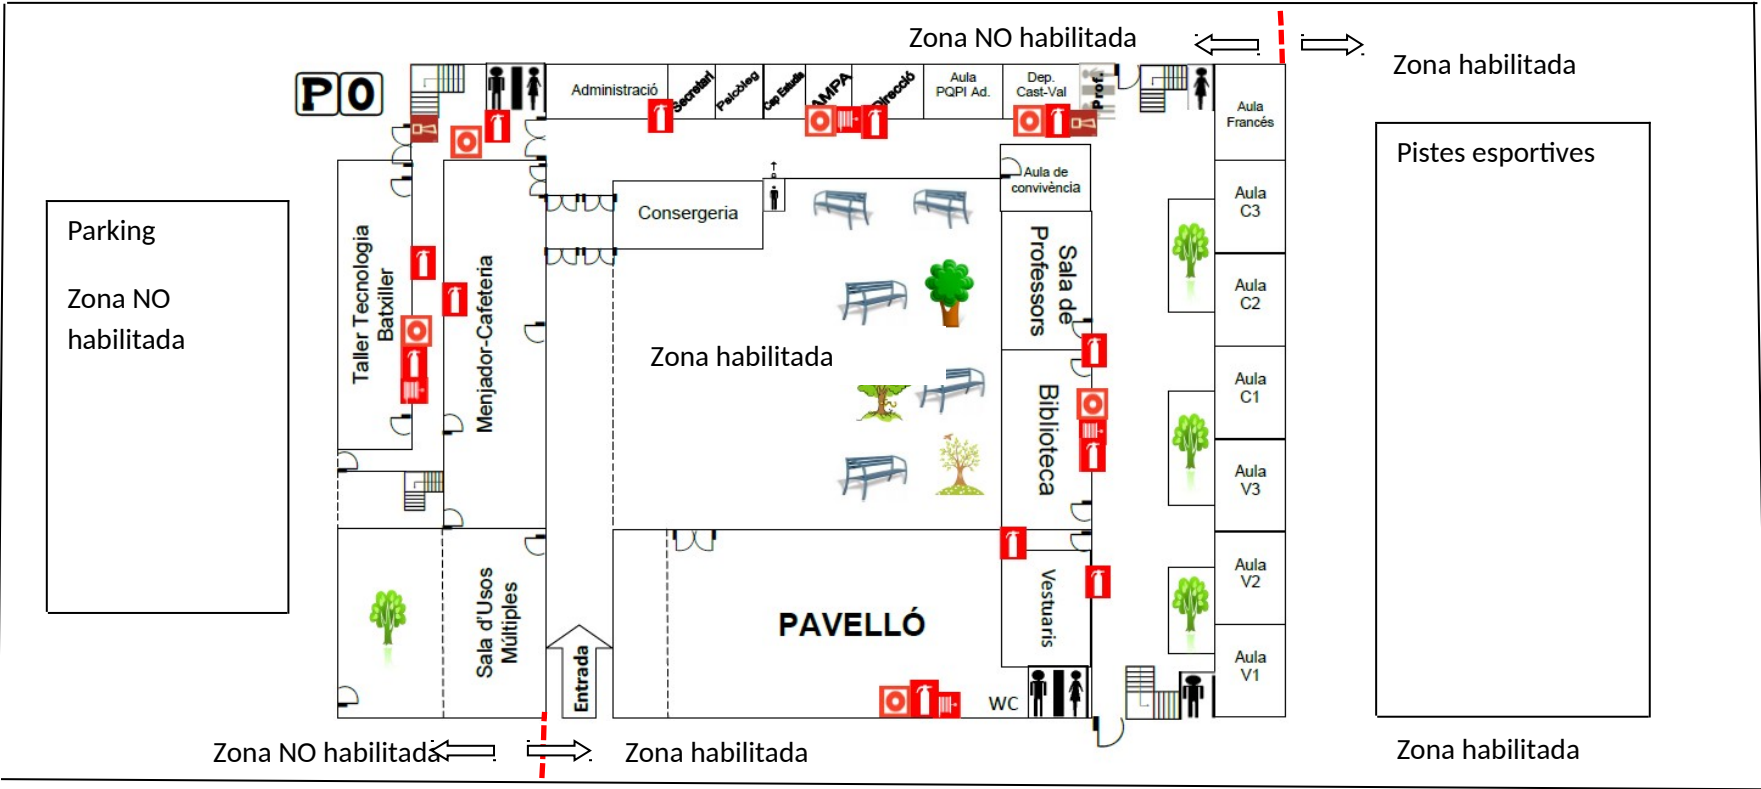 Zona NO habilitada
Zona habilitada
P0
Administració
Secretari
Psicòleg
Cap Estudis
AMPA
Direcció
Aula
PQPI Ad.
Dep.
Cast-Val
Prof.
Aula
Francés
Pistes esportives
Aula de
convivència
Consergeria
Aula
C3
Parking
Zona NO
habilitada
Taller Tecnologia
Batxiller
Menjador-Cafeteria
Sala de
Professors
Aula
C2
Zona habilitada
Biblioteca
Aula
C1
Aula
V3
Sala d'Usos
Múltiples
Entrada
PAVELLÓ
Vestuaris
Aula
V2
Aula
V1
WC
Zona NO habilitada
Zona habilitada
Zona habilitada